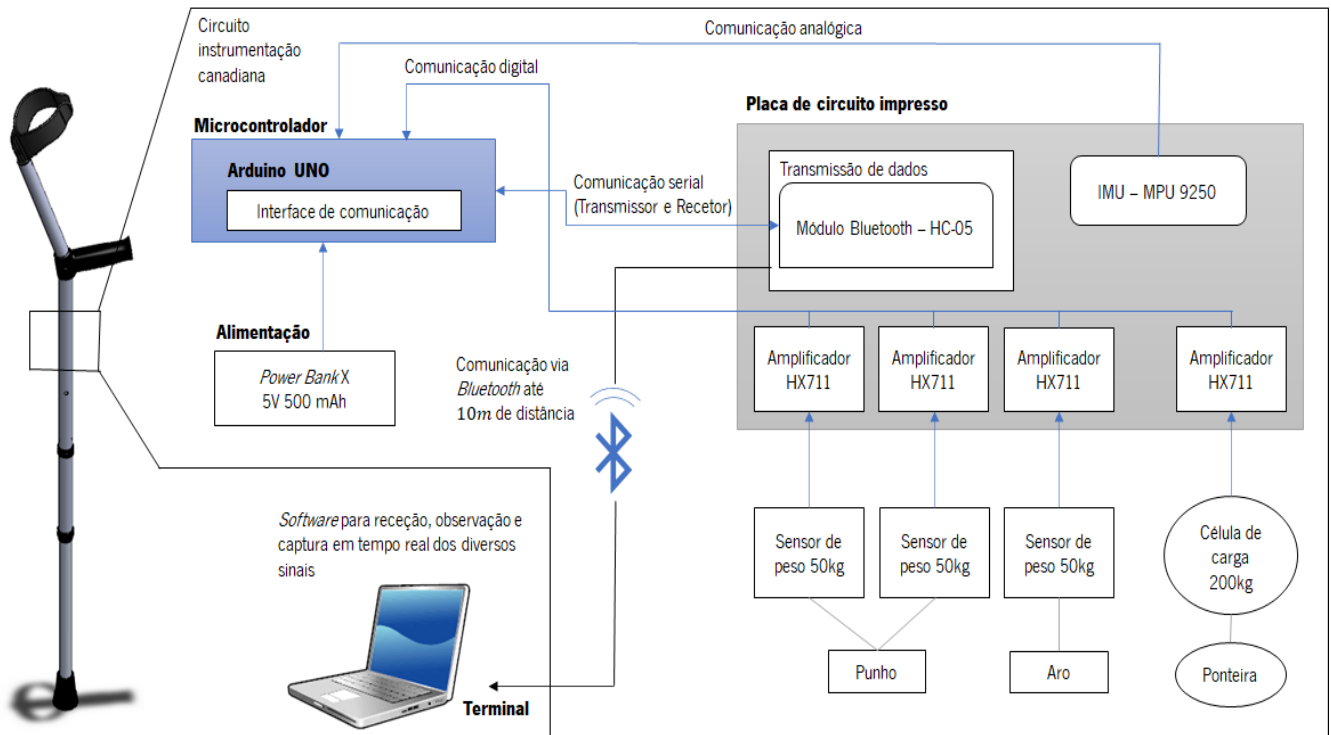 Circuito
instrumentação
canadiana
Comunicação analógica
Comunicação digital
Placa de circuito impresso
Microcontrolador
Arduino UNO
Interface de comunicação
Comunicação serial
(Transmissor e Recetor)
Transmissão de dados
Módulo Bluetooth – HC-05
IMU – MPU 9250
Alimentação
Power Bank X
5V 500 mAh
Comunicação via
Bluetooth até
10m de distância
Amplificador
HX711
Amplificador
HX711
Amplificador
HX711
Amplificador
HX711
Software para receção, observação e
captura em tempo real dos diversos
sinais
Sensor de
peso 50kg
Sensor de
peso 50kg
Sensor de
peso 50kg
Célula de
carga
200kg
Punho
Aro
Ponteira
Terminal